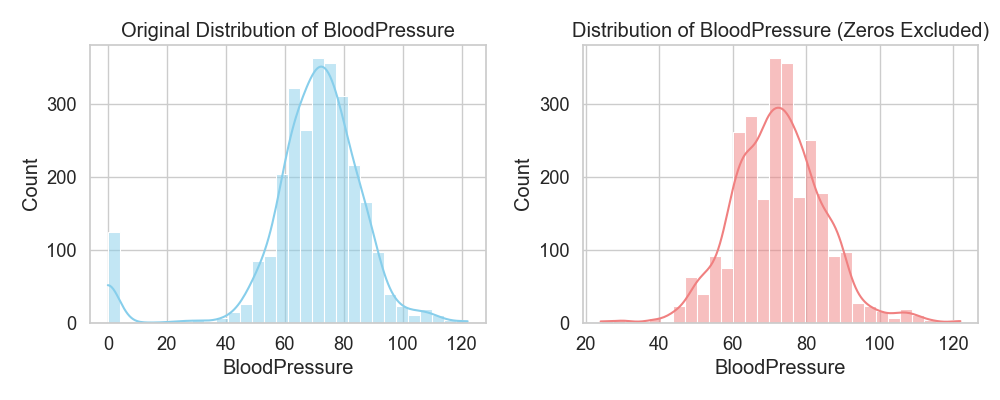 Original Distribution of BloodPressure
Count
300
200
100
0
0 20 40 60 80 100 120
BloodPressure
Distribution of BloodPressure (Zeros Excluded)
Count
300
200
100
0
20 40 60 80 100 120
BloodPressure